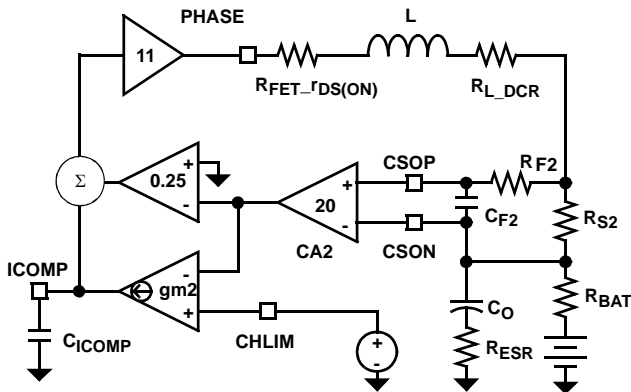 PHASE
L
11
RFET_rDS(ON)
RL_DCR
Σ
0.25
+
-
20
+
-
CA2
CSOP
CSON
RF2
CF2
RS2
ICOMP
CICOMP
gm2
-
+
CHLIM
+
-
CO
RESR
RBAT